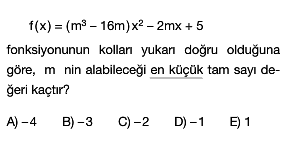 f(x) = (m³ – 16m)x² – 2mx + 5
fonksiyonunun kolları yukarı doğru olduğuna
göre, m nin alabileceği en küçük tam sayı de-
ğeri kaçtır?
A) –4 B) –3 C) –2 D) –1 E) 1